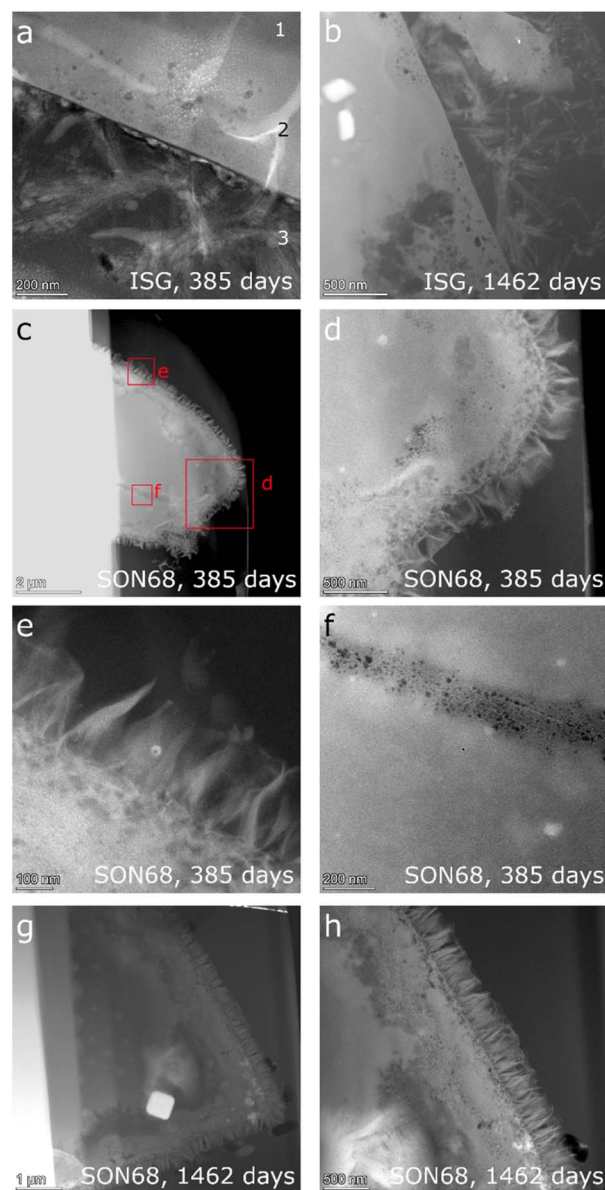 a
1
2
3
200 nm
ISG, 385 days
b
500 nm
ISG, 1462 days
c
e
f
d
2 µm
SON68, 385 days
d
500 nm
SON68, 385 days
e
100 nm
SON68, 385 days
f
200 nm
SON68, 385 days
g
1 µm
SON68, 1462 days
h
500 nm
SON68, 1462 days